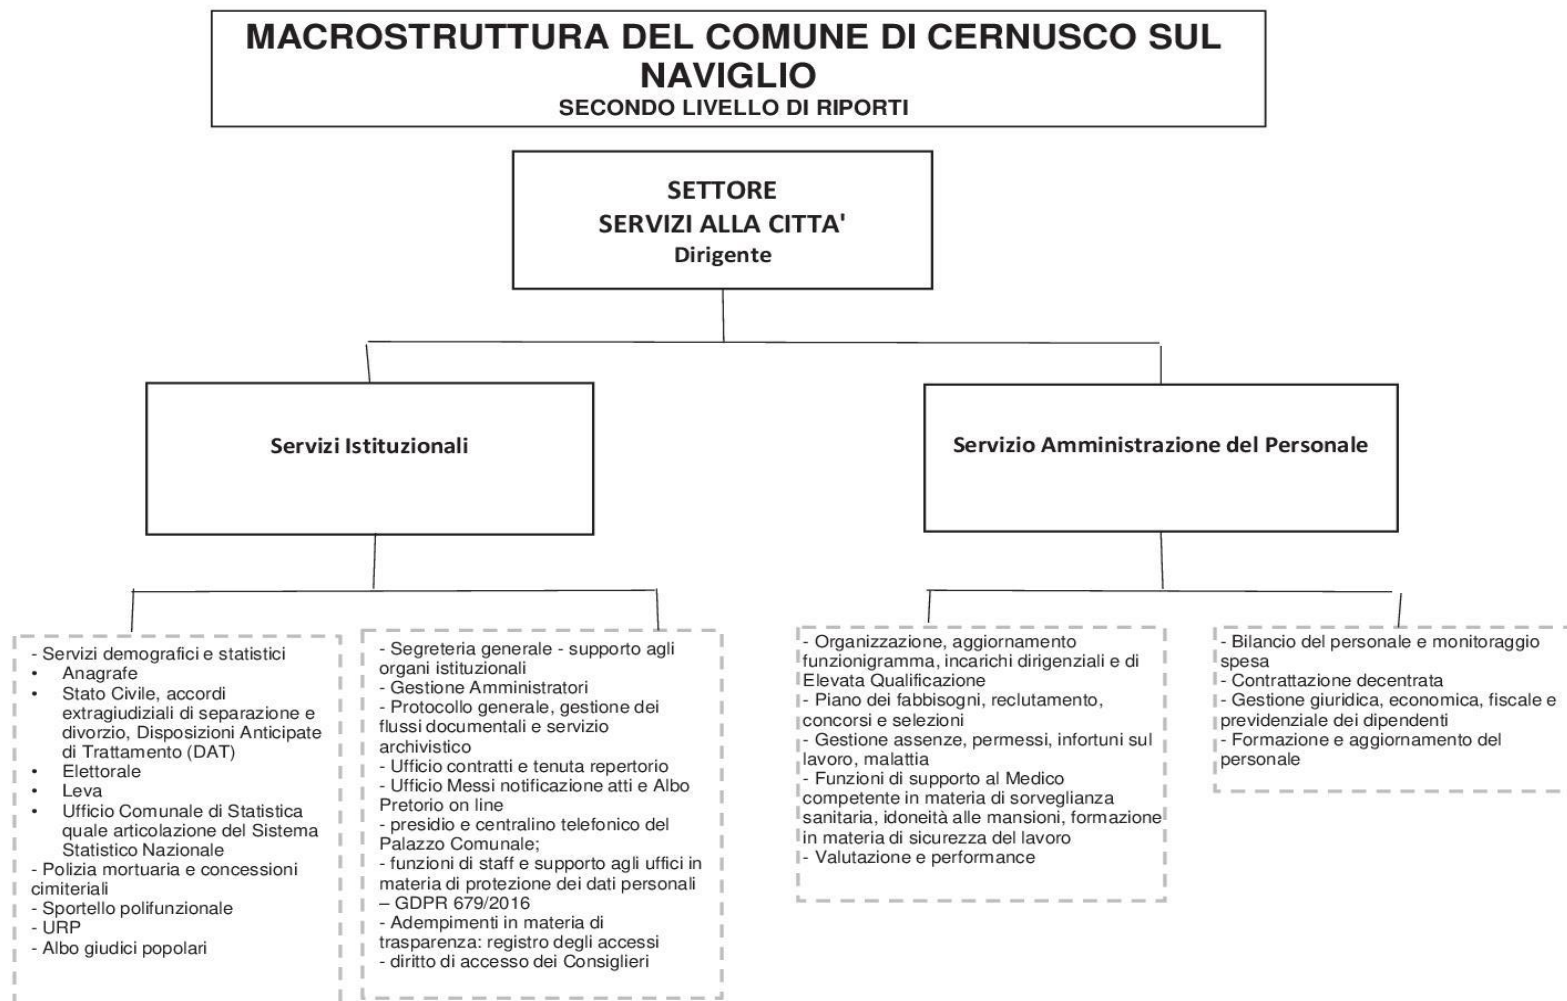 MACROSTRUTTURA DEL COMUNE DI CERNUSCO SUL
NAVIGLIO
SECONDO LIVELLO DI RIPORTI
SETTORE
SERVIZI ALLA CITTA'
Dirigente
Servizi Istituzionali
Servizio Amministrazione del Personale
- Servizi demografici e statistici
• Anagrafe
• Stato Civile, accordi
extragiudiziali di separazione e
divorzio, Disposizioni Anticipate
di Trattamento (DAT)
• Elettorale
• Leva
• Ufficio Comunale di Statistica
quale articolazione del Sistema
Statistico Nazionale
- Polizia mortuaria e concessioni
cimiteriali
- Sportello polifunzionale
- URP
- Albo giudici popolari
- Segreteria generale - supporto agli
organi istituzionali
- Gestione Amministratori
- Protocollo generale, gestione dei
flussi documentali e servizio
archivistico
- Ufficio contratti e tenuta repertorio
- Ufficio Messi notificazione atti e Albo
Pretorio on line
- presidio e centralino telefonico del
Palazzo Comunale;
- funzioni di staff e supporto agli uffici in
materia di protezione dei dati personali
– GDPR 679/2016
- Adempimenti in materia di
trasparenza: registro degli accessi
- diritto di accesso dei Consiglieri
- Organizzazione, aggiornamento
funzionigramma, incarichi dirigenziali e di
Elevata Qualificazione
- Piano dei fabbisogni, reclutamento,
concorsi e selezioni
- Gestione assenze, permessi, infortuni sul
lavoro, malattia
- Funzioni di supporto al Medico
competente in materia di sorveglianza
sanitaria, idoneità alle mansioni, formazione
in materia di sicurezza del lavoro
- Valutazione e performance
- Bilancio del personale e monitoraggio
spesa
- Contrattazione decentrata
- Gestione giuridica, economica, fiscale e
previdenziale dei dipendenti
- Formazione e aggiornamento del
personale